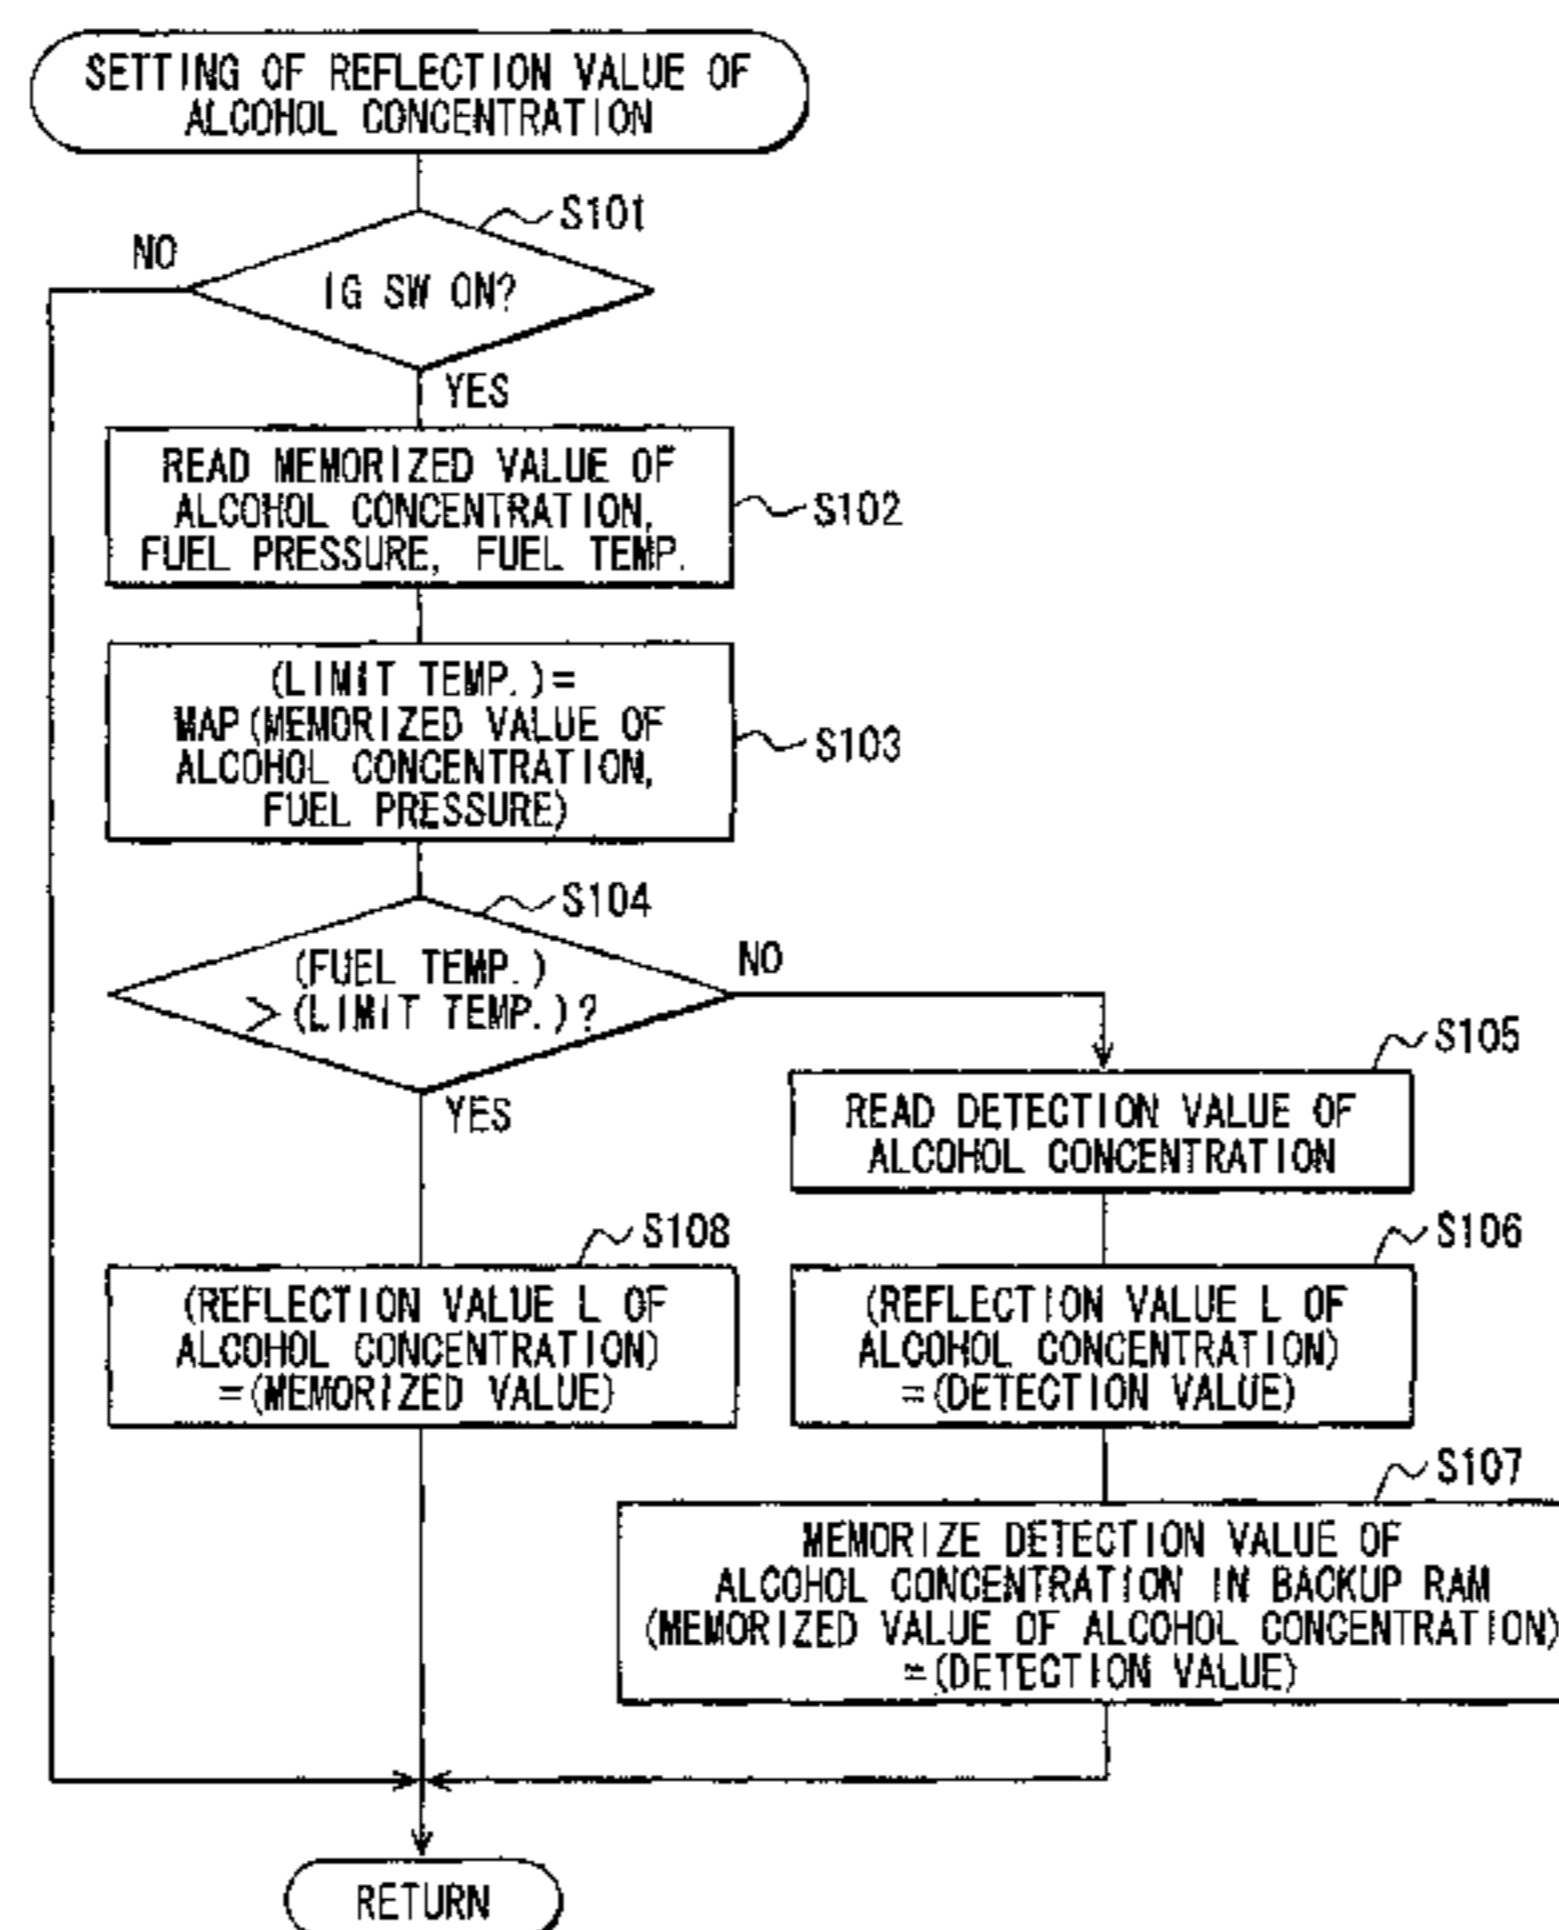 SETTING OF REFLECTION VALUE OF
ALCOHOL CONCENTRATION
S101
NO
IG SW ON?
YES
READ MEMORIZED VALUE OF
ALCOHOL CONCENTRATION,
FUEL PRESSURE, FUEL TEMP.
S102
(LIMIT TEMP.)=
MAP(MEMORIZED VALUE OF
ALCOHOL CONCENTRATION,
FUEL PRESSURE)
S103
S104
(FUEL TEMP.)
>(LIMIT TEMP.)?
NO
YES
S105
READ DETECTION VALUE OF
ALCOHOL CONCENTRATION
S108
(REFLECTION VALUE L OF
ALCOHOL CONCENTRATION)
=(MEMORIZED VALUE)
S106
(REFLECTION VALUE L OF
ALCOHOL CONCENTRATION)
=(DETECTION VALUE)
S107
MEMORIZE DETECTION VALUE OF
ALCOHOL CONCENTRATION IN BACKUP RAM
(MEMORIZED VALUE OF ALCOHOL CONCENTRATION)
=(DETECTION VALUE)
RETURN